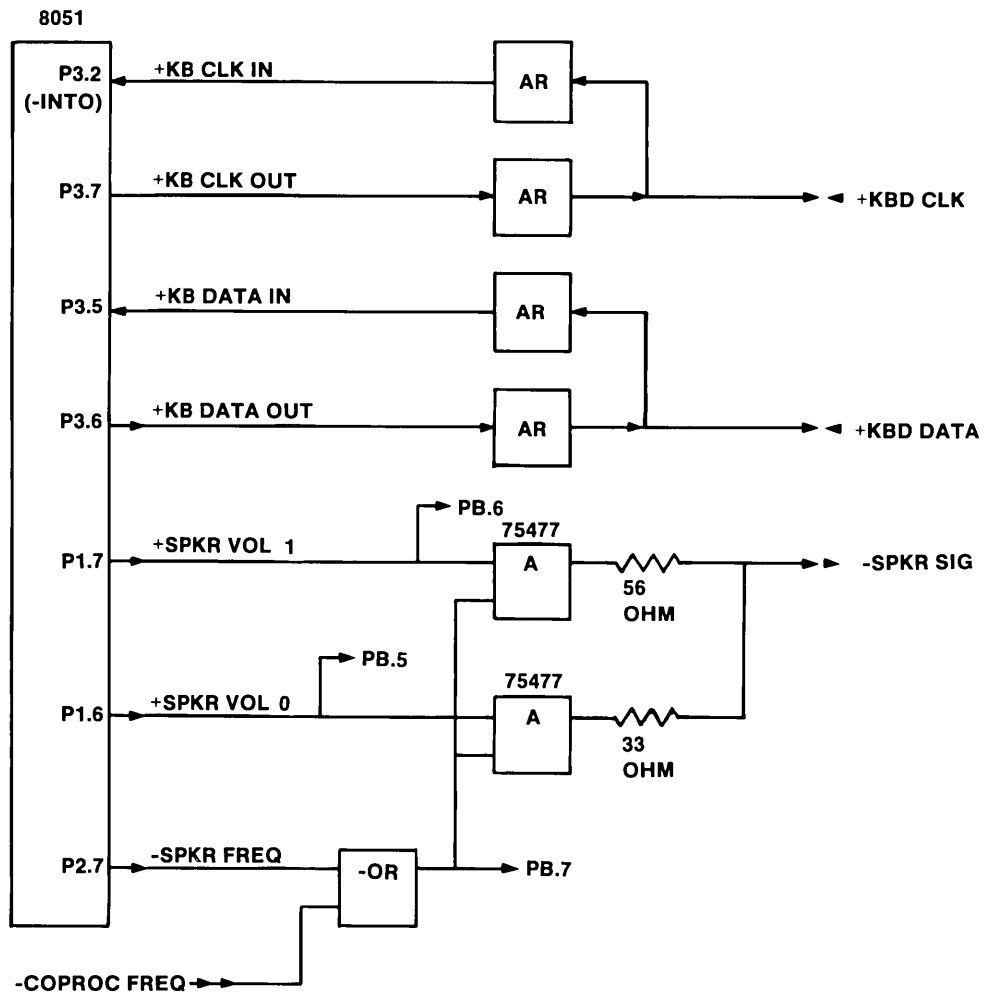 8051
P3.2
(-INTO)
+KB CLK IN
AR
P3.7
+KB CLK OUT
AR
+KBD CLK
P3.5
+KB DATA IN
AR
P3.6
+KB DATA OUT
AR
+KBD DATA
PB.6
75477
P1.7
+SPKR VOL 1
A
56
OHM
-SPKR SIG
PB.5
75477
P1.6
+SPKR VOL 0
A
33
OHM
P2.7
-SPKR FREQ
-OR
PB.7
-COPROC FREQ